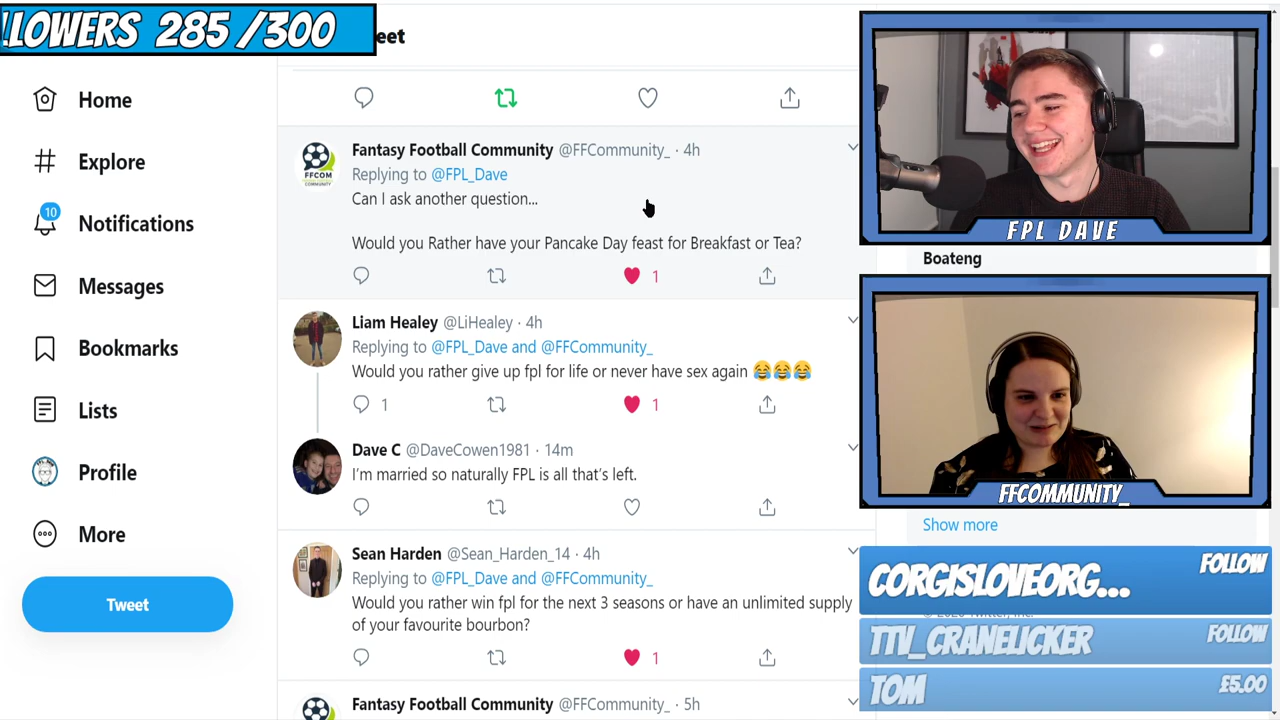 LLOWERS 285 /300
eet
Home
Explore
10
Notifications
Messages
Bookmarks
Lists
Profile
More
Tweet
Fantasy Football Community @FFCommunity_ · 4h
Replying to @FPL_Dave
Can I ask another question...
Would you Rather have your Pancake Day feast for Breakfast or Tea?
1
FFCOM
COMMUNITY
Liam Healey @LiHealey · 4h
Replying to @FPL_Dave and @FFCommunity_
Would you rather give up fpl for life or never have sex again 😂😂😂
1 1
Dave C @DaveCowen1981 · 14m
I'm married so naturally FPL is all that's left.
Sean Harden @Sean_Harden_14 · 4h
Replying to @FPL_Dave and @FFCommunity_
Would you rather win fpl for the next 3 seasons or have an unlimited supply
of your favourite bourbon?
1
Fantasy Football Community @FFCommunity_ · 5h
FPL DAVE
Boateng
FFCOMMUNITY_
Show more
CORGISLOVEORG... FOLLOW
TTV_CRANELICKER FOLLOW
TOM £5.00